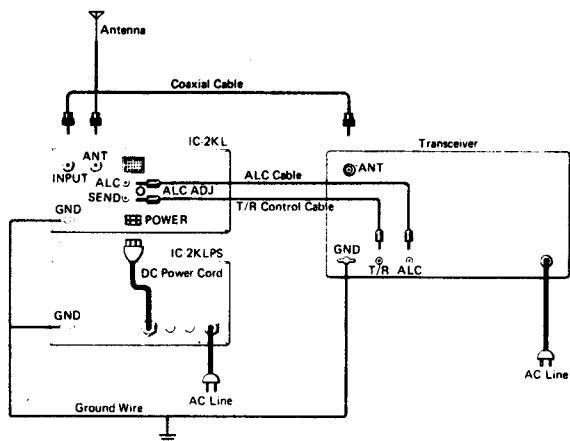 Antenna
Coaxial Cable
IC-2KL
Transceiver
INPUT
ANT
ANT
ALC
ALC ADJ
ALC Cable
SEND
T/R Control Cable
GND
POWER
GND
T/R
ALC
IC-2KLPS
DC Power Cord
GND
AC Line
AC Line
Ground Wire